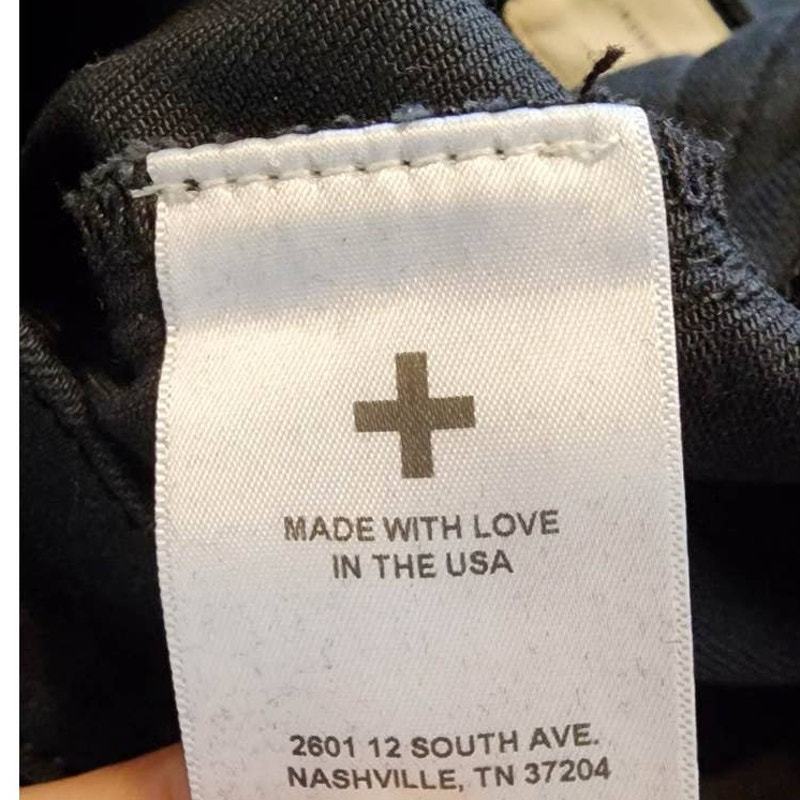 MADE WITH LOVE
IN THE USA
2601 12 SOUTH AVE.
NASHVILLE, TN 37204